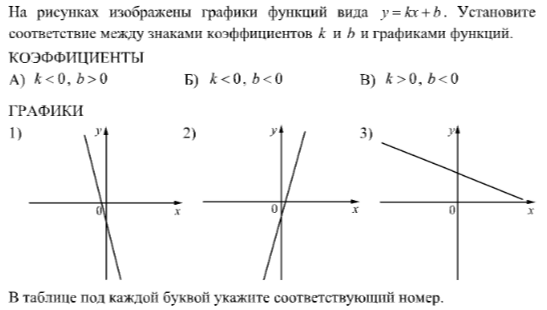 На рисунках изображены графики функций вида y = kx + b. Установите
соответствие между знаками коэффициентов k и b и графиками функций.
КОЭФФИЦИЕНТЫ
А) k < 0, b > 0 Б) k < 0, b < 0 В) k > 0, b < 0
ГРАФИКИ
1) y 0 x 2) y 0 x 3) y 0 x
В таблице под каждой буквой укажите соответствующий номер.